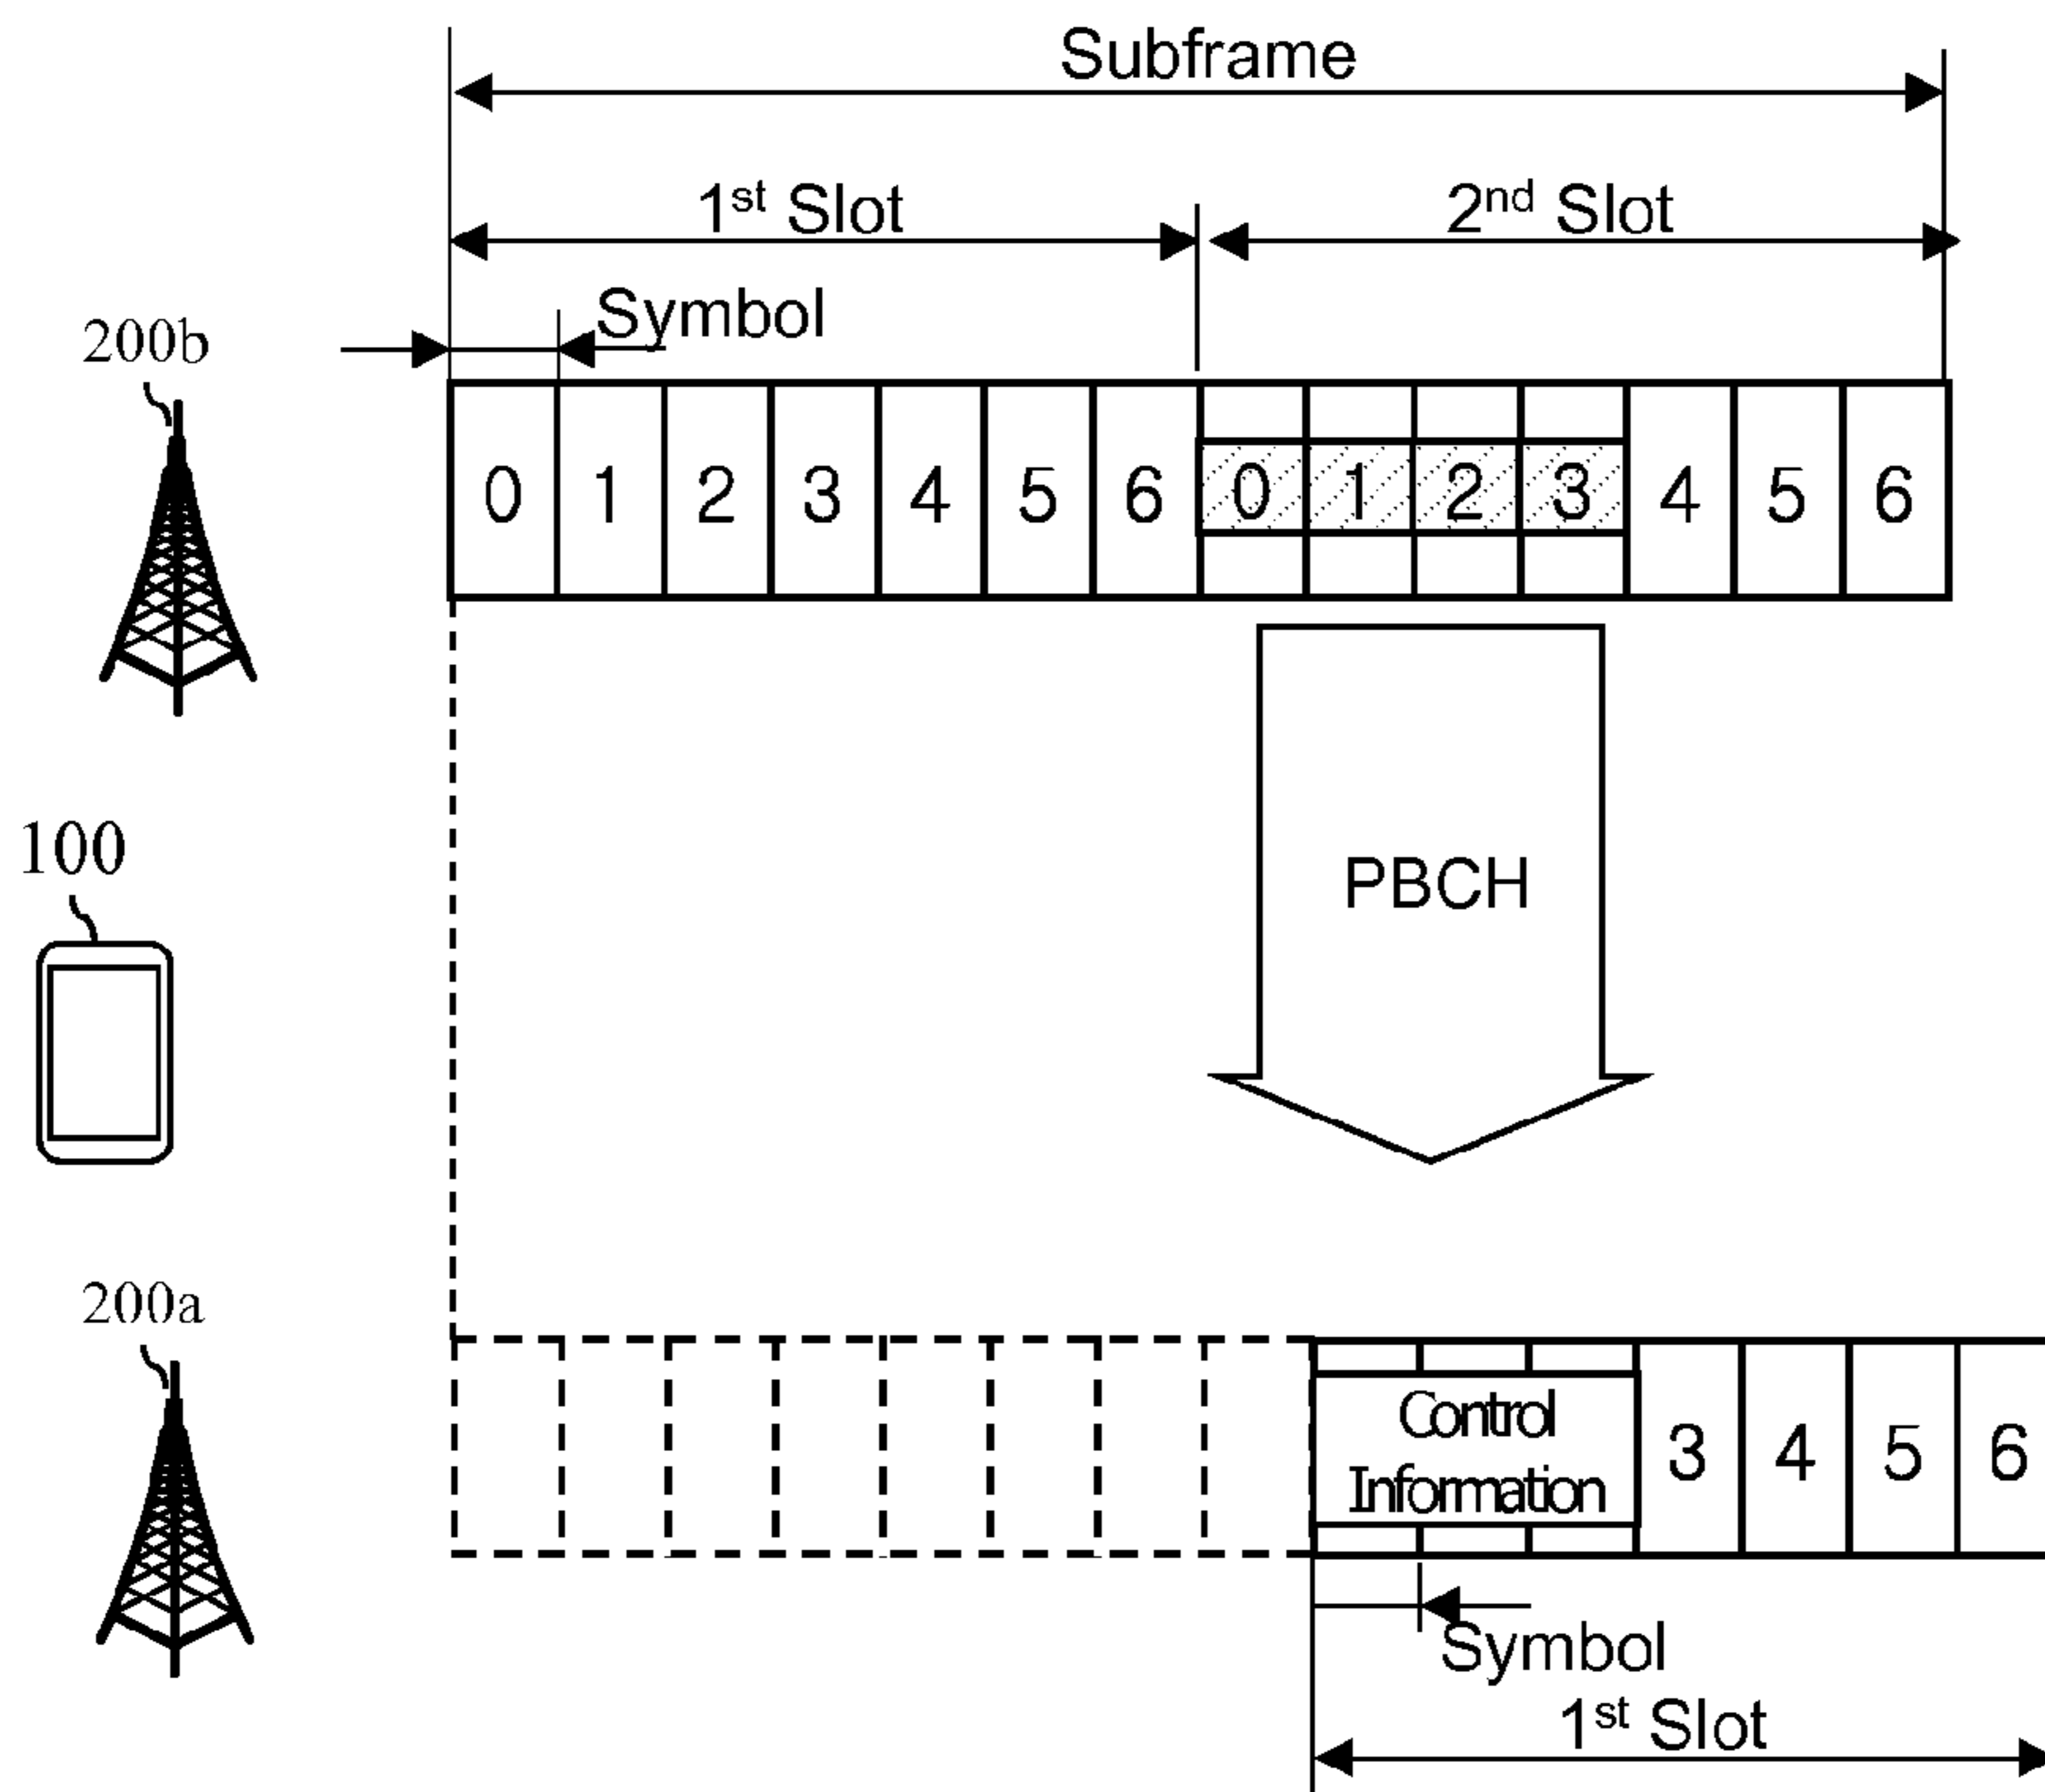 Subframe
1st Slot 2nd Slot
Symbol
200b
0 1 2 3 4 5 6 0 1 2 3 4 5 6
100
PBCH
200a
Control
Information
3 4 5 6
Symbol
1st Slot